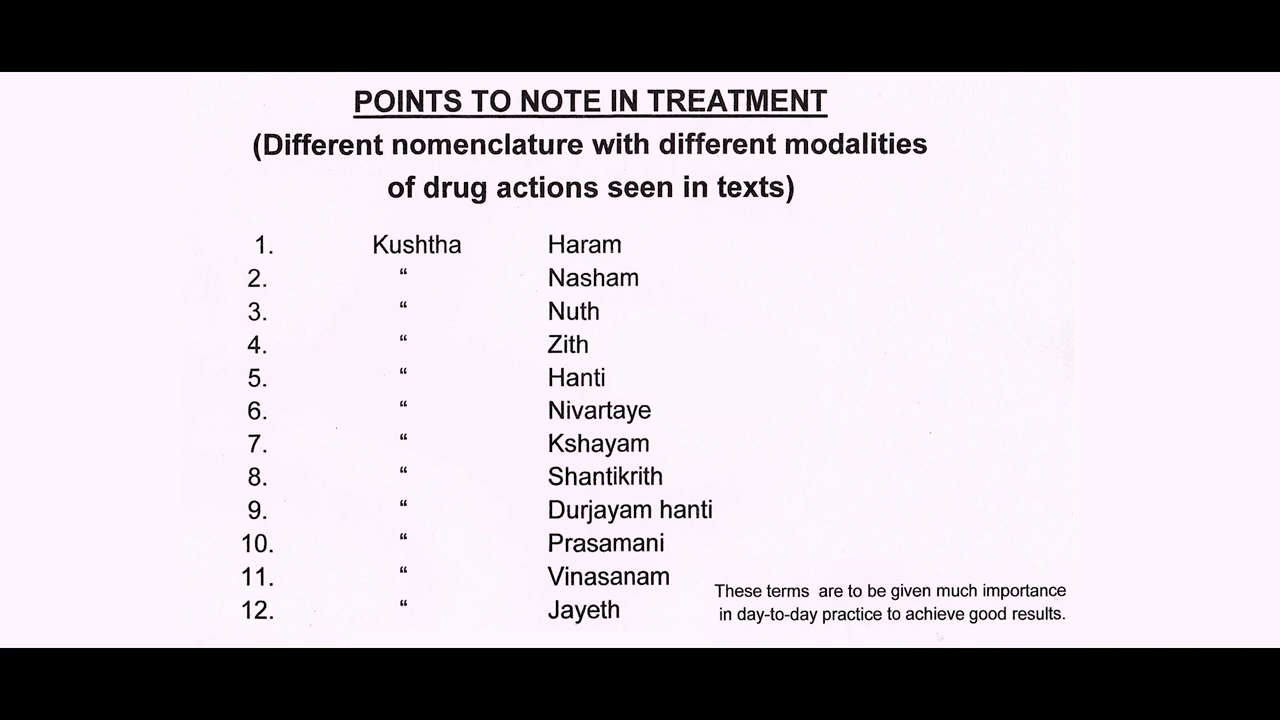 POINTS TO NOTE IN TREATMENT
(Different nomenclature with different modalities
of drug actions seen in texts)
1. Kushtha Haram
2. “ Nasham
3. “ Nuth
4. “ Zith
5. “ Hanti
6. “ Nivartaye
7. “ Kshayam
8. “ Shantikrith
9. “ Durjayam hanti
10. “ Prasamani
11. “ Vinasanam
12. “ Jayeth
These terms are to be given much importance
in day-to-day practice to achieve good results.